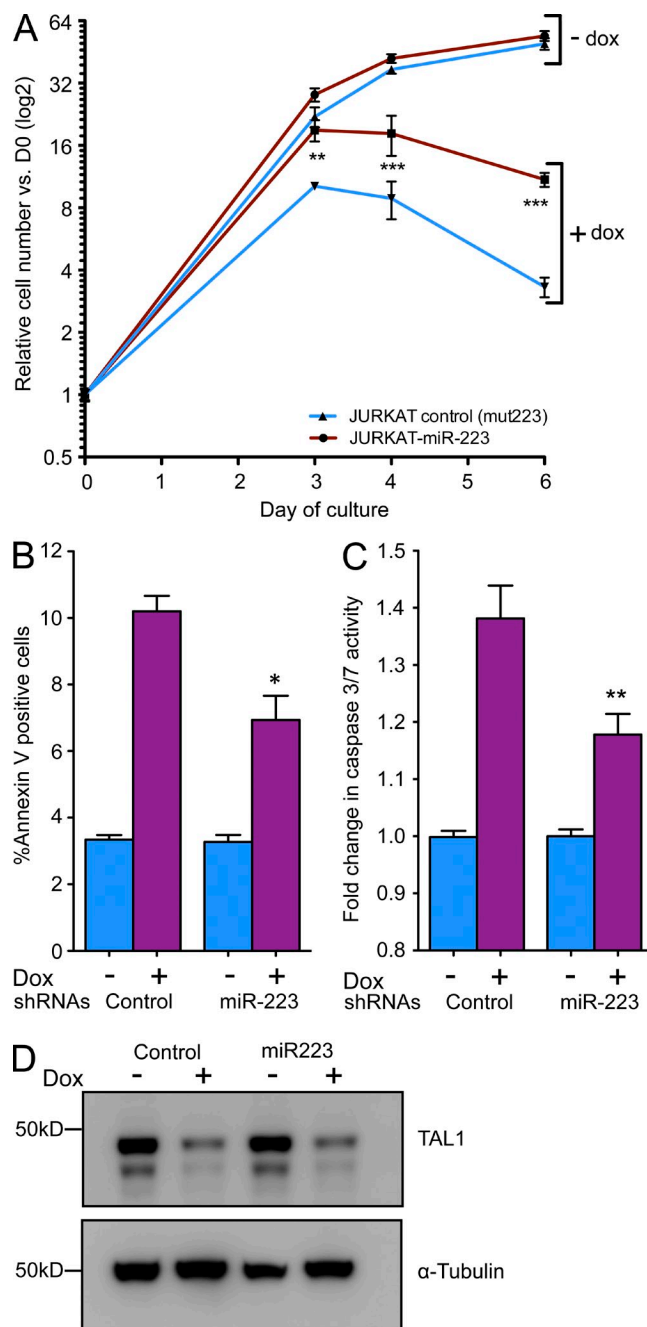 A
Relative cell number vs. D0 (log2)
64
32
16
8
4
2
1
0.5
- dox
**
***
***
+ dox
JURKAT control (mut223)
JURKAT-miR-223
0 1 2 3 4 5 6
Day of culture
B
%Annexin V positive cells
12
10
8
6
4
2
0
*
Dox - + - +
shRNAs Control miR-223
C
Fold change in caspase 3/7 activity
1.5
1.4
1.2
1.0
0.9
0.8
**
Dox - + - +
shRNAs Control miR-223
D
Control miR223
Dox - + - +
50kD
TAL1
50kD
α-Tubulin